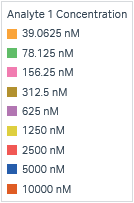 Analyte 1 Concentration
39.0625 nM
78.125 nM
156.25 nM
312.5 nM
625 nM
1250 nM
2500 nM
5000 nM
10000 nM